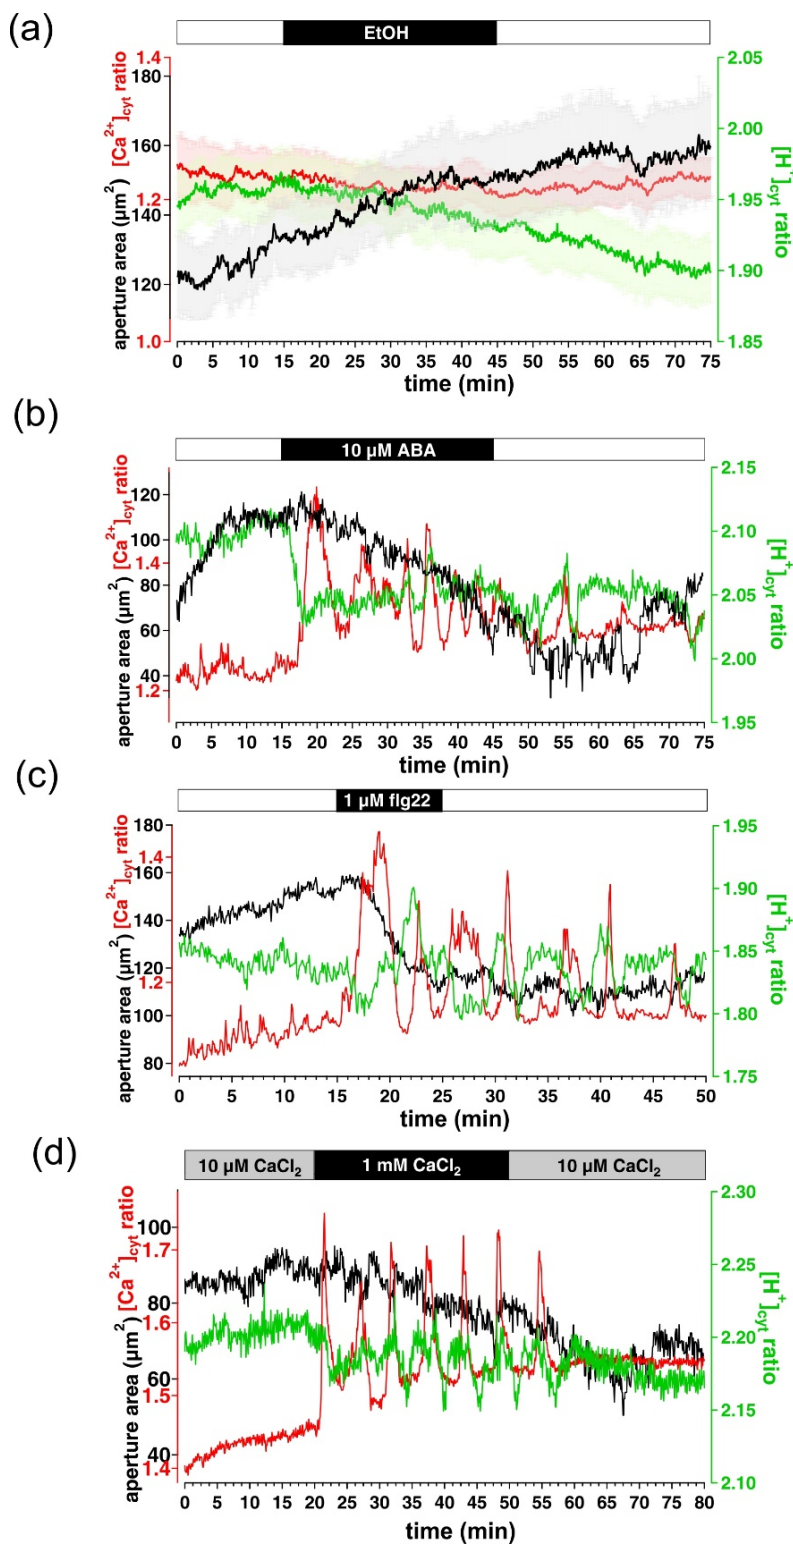 (a)
EtOH
aperture area (µm²) [Ca²⁺]cyt ratio
1.4
1.2
1.0
180
160
140
120
2.05
2.00
1.95
1.90
1.85
[H⁺]cyt ratio
0 5 10 15 20 25 30 35 40 45 50 55 60 65 70 75
time (min)
(b)
10 µM ABA
aperture area (µm²) [Ca²⁺]cyt ratio
120
100
1.4
80
60
40
1.2
2.15
2.10
2.05
2.00
1.95
[H⁺]cyt ratio
0 5 10 15 20 25 30 35 40 45 50 55 60 65 70 75
time (min)
(c)
1 µM flg22
aperture area (µm²) [Ca²⁺]cyt ratio
180
1.4
160
140
120
1.2
100
80
1.95
1.90
1.85
1.80
1.75
[H⁺]cyt ratio
0 5 10 15 20 25 30 35 40 45 50
time (min)
(d)
10 µM CaCl₂ 1 mM CaCl₂ 10 µM CaCl₂
aperture area (µm²) [Ca²⁺]cyt ratio
100
1.7
80
1.6
60
1.5
40
1.4
2.30
2.25
2.20
2.15
2.10
[H⁺]cyt ratio
0 5 10 15 20 25 30 35 40 45 50 55 60 65 70 75 80
time (min)